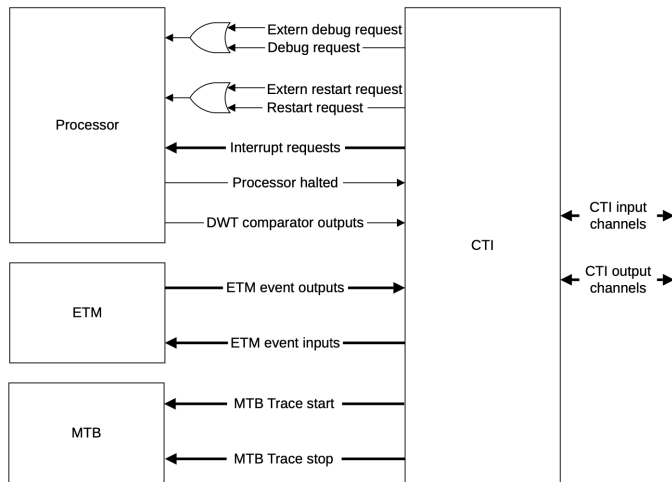 Extern debug request
Debug request
Extern restart request
Restart request
Processor
Interrupt requests
Processor halted
DWT comparator outputs
CTI
CTI input
channels
CTI output
channels
ETM event outputs
ETM
ETM event inputs
MTB Trace start
MTB
MTB Trace stop